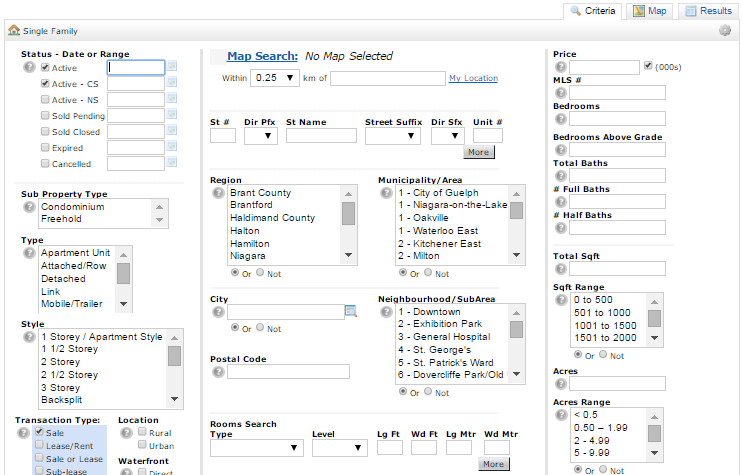 Criteria
Map
Results
Single Family
Status - Date or Range
Active
Active - CS
Active - NS
Sold Pending
Sold Closed
Expired
Cancelled
Sub Property Type
Condominium
Freehold
Type
Apartment Unit
Attached/Row
Detached
Link
Mobile/Trailer
Style
1 Storey / Apartment Style
1 1/2 Storey
2 Storey
2 1/2 Storey
3 Storey
Backsplit
Transaction Type:
Sale
Lease/Rent
Sale or Lease
Sub-lease
Location
Rural
Urban
Waterfront
Direct
Map Search: No Map Selected
Within 0.25 km of My Location
St # Dir Pfx St Name Street Suffix Dir Sfx Unit #
More
Region
Brant County
Brantford
Haldimand County
Halton
Hamilton
Niagara
Or Not
Municipality/Area
1 - City of Guelph
1 - Niagara-on-the-Lake
1 - Oakville
1 - Waterloo East
2 - Kitchener East
2 - Milton
Or Not
City
Or Not
Postal Code
Neighbourhood/SubArea
1 - Downtown
2 - Exhibition Park
3 - General Hospital
4 - St. George's
5 - St. Patrick's Ward
6 - Dovercliffe Park/Old
Or Not
Rooms Search
Type Level Lg Ft Wd Ft Lg Mtr Wd Mtr
More
Price
(000s)
MLS #
Bedrooms
Bedrooms Above Grade
Total Baths
# Full Baths
# Half Baths
Total Sqft
Sqft Range
0 to 500
501 to 1000
1001 to 1500
1501 to 2000
Or Not
Acres
Acres Range
< 0.5
0.50 – 1.99
2 - 4.99
5 - 9.99
Or Not